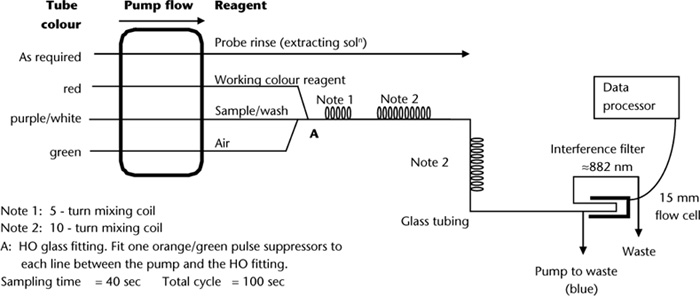 Tube colour
Pump flow
Reagent
As required
Probe rinse (extracting solⁿ)
red
Working colour reagent
purple/white
Sample/wash
green
Air
A
Note 1
Note 2
Note 2
Glass tubing
Data
processor
Interference filter
≈882 nm
15 mm
flow cell
Waste
Pump to waste
(blue)
Note 1: 5 - turn mixing coil
Note 2: 10 - turn mixing coil
A: HO glass fitting. Fit one orange/green pulse suppressors to
each line between the pump and the HO fitting.
Sampling time = 40 sec Total cycle = 100 sec